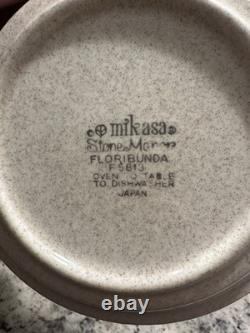 mikasa
Stone Manor
FLORIBUNDA
F5813
OVEN TO TABLE
TO DISHWASHER
JAPAN